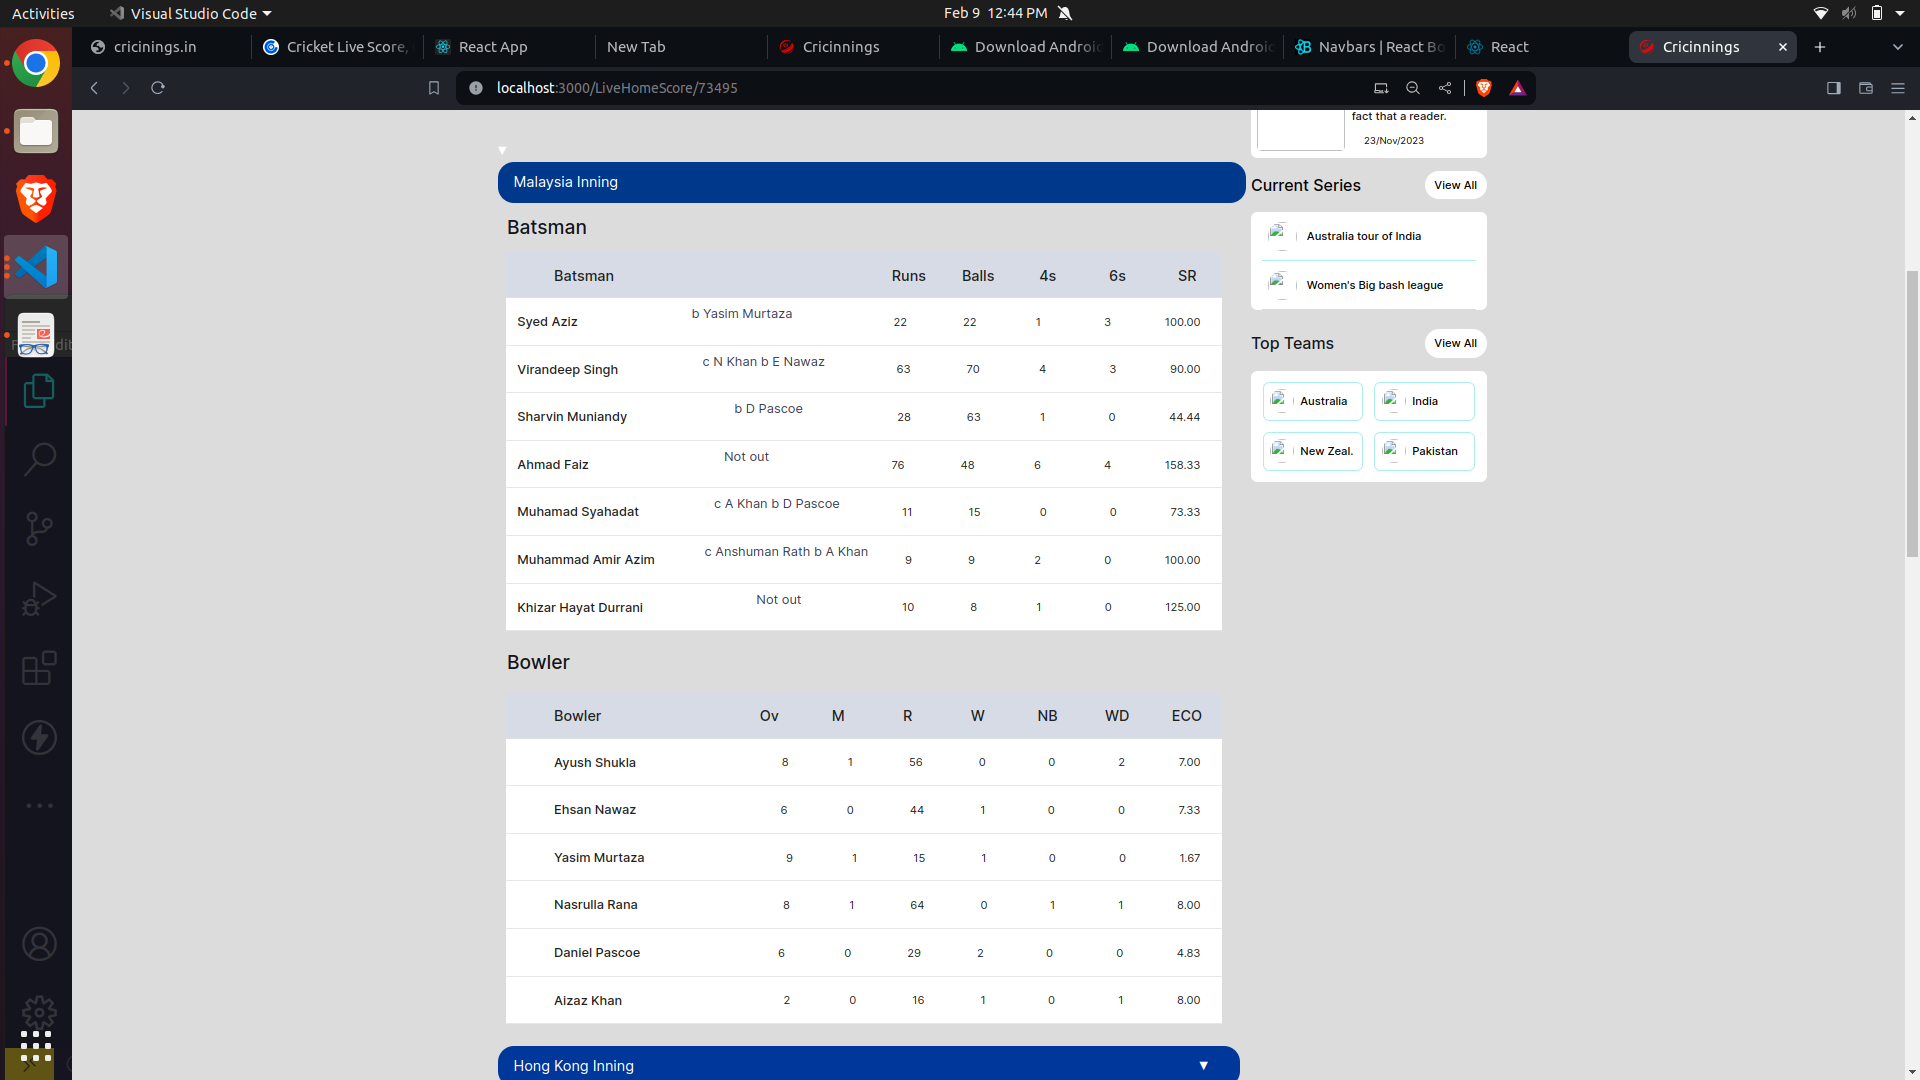 Activities Visual Studio Code Feb 9 12:44 PM
cricinings.in Cricket Live Score, React App New Tab Cricinnings Download Androi Download Androi Navbars | React Bo React Cricinnings
localhost:3000/LiveHomeScore/73495
fact that a reader.
23/Nov/2023
▼
Malaysia Inning
Batsman
Batsman Runs Balls 4s 6s SR
Syed Aziz b Yasim Murtaza 22 22 1 3 100.00
Virandeep Singh c N Khan b E Nawaz 63 70 4 3 90.00
Sharvin Muniandy b D Pascoe 28 63 1 0 44.44
Ahmad Faiz Not out 76 48 6 4 158.33
Muhamad Syahadat c A Khan b D Pascoe 11 15 0 0 73.33
Muhammad Amir Azim c Anshuman Rath b A Khan 9 9 2 0 100.00
Khizar Hayat Durrani Not out 10 8 1 0 125.00
Bowler
Bowler Ov M R W NB WD ECO
Ayush Shukla 8 1 56 0 0 2 7.00
Ehsan Nawaz 6 0 44 1 0 0 7.33
Yasim Murtaza 9 1 15 1 0 0 1.67
Nasrulla Rana 8 1 64 0 1 1 8.00
Daniel Pascoe 6 0 29 2 0 0 4.83
Aizaz Khan 2 0 16 1 0 1 8.00
Hong Kong Inning ▼
Current Series View All
Australia tour of India
Women's Big bash league
Top Teams View All
Australia India
New Zeal. Pakistan